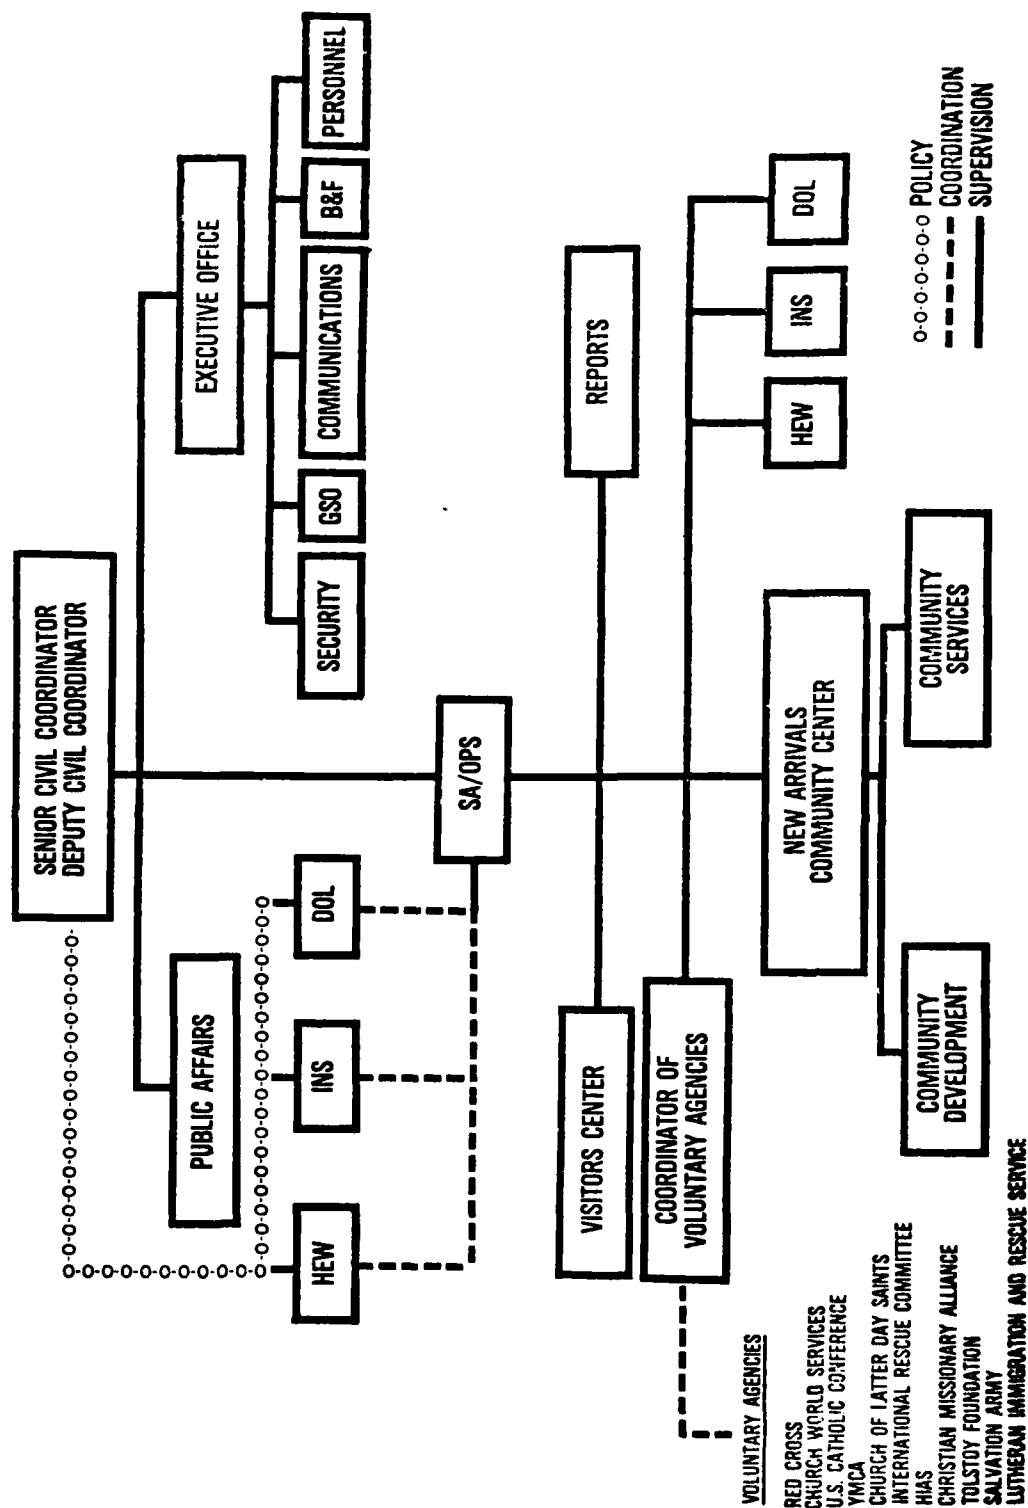 SENIOR CIVIL COORDINATOR
DEPUTY CIVIL COORDINATOR
PUBLIC AFFAIRS
EXECUTIVE OFFICE
HEW
INS
DOL
SECURITY
GSO
COMMUNICATIONS
B&F
PERSONNEL
SA/OPS
VISITORS CENTER
REPORTS
COORDINATOR OF
VOLUNTARY AGENCIES
HEW
INS
DOL
NEW ARRIVALS
COMMUNITY CENTER
COMMUNITY
DEVELOPMENT
COMMUNITY
SERVICES
VOLUNTARY AGENCIES
RED CROSS
CHURCH WORLD SERVICES
U.S. CATHOLIC CONFERENCE
YMCA
CHURCH OF LATTER DAY SAINTS
INTERNATIONAL RESCUE COMMITTEE
HIAS
CHRISTIAN MISSIONARY ALLIANCE
TOLSTOY FOUNDATION
SALVATION ARMY
LUTHERAN IMMIGRATION AND RESCUE SERVICE
POLICY
COORDINATION
SUPERVISION